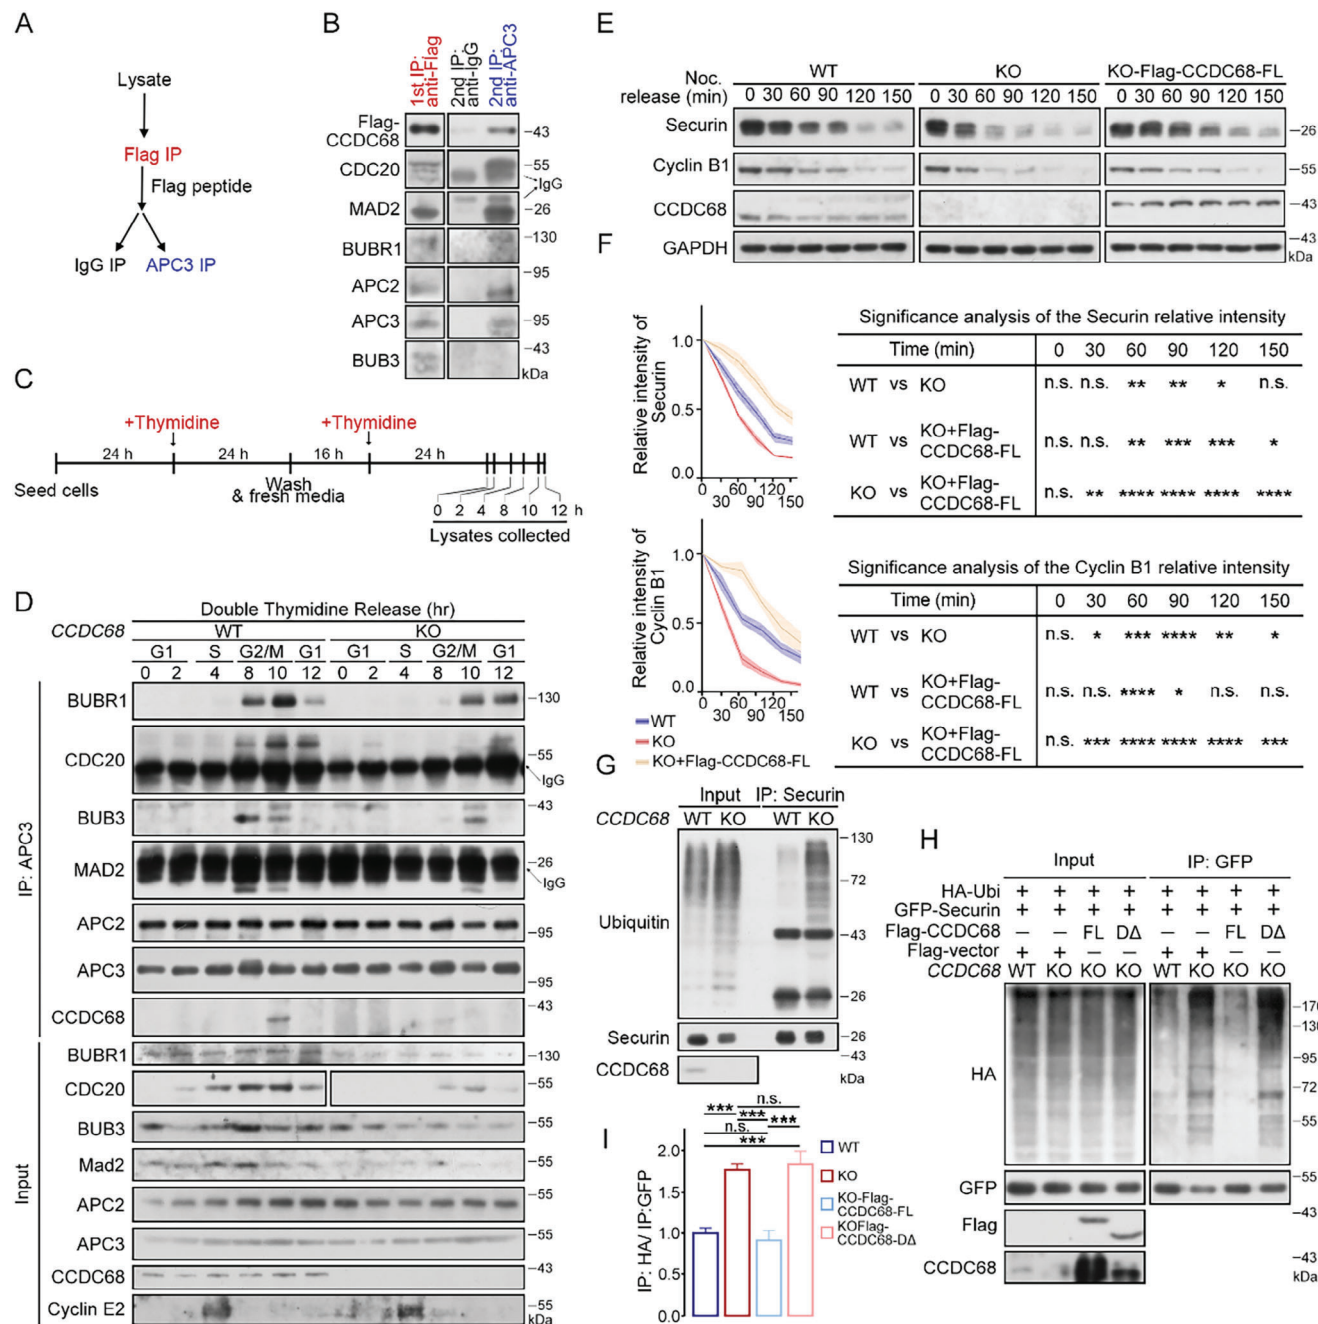 A
Lysate
Flag IP
Flag peptide
IgG IP APC3 IP
B
1st IP: anti-Flag
2nd IP: anti-IgG
2nd IP: anti-APC3
Flag-
CCDC68
–43
CDC20
–55
IgG
MAD2
–26
BUBR1
–130
APC2
–95
APC3
–95
BUB3
–43
kDa
C
+Thymidine +Thymidine
24 h 24 h 16 h 24 h
Seed cells
Wash
& fresh media
0 2 4 8 10 12 h
Lysates collected
D
Double Thymidine Release (hr)
CCDC68 WT KO
G1 S G2/M G1 G1 S G2/M G1
0 2 4 8 10 12 0 2 4 8 10 12
IP: APC3
BUBR1 –130
CDC20 –55
IgG
BUB3 –43
MAD2 –26
IgG
APC2 –95
APC3
–95
CCDC68 –43
Input
BUBR1 –130
CDC20 –55
BUB3 –43
Mad2 –55
APC2 –55
APC3 –55
CCDC68 –43
Cyclin E2 –55
kDa
E
Noc.
release (min)
WT KO KO-Flag-CCDC68-FL
0 30 60 90 120 150 0 30 60 90 120 150 0 30 60 90 120 150
Securin –26
Cyclin B1 –55
CCDC68 –43
GAPDH –43
kDa
F
Relative intensity of
Securin
1.0
0.5
0.0
0 60 120
30 90 150
Significance analysis of the Securin relative intensity
Time (min) 0 30 60 90 120 150
WT vs KO n.s. n.s. ** ** * n.s.
WT vs KO+Flag-
CCDC68-FL n.s. n.s. ** *** *** *
KO vs KO+Flag-
CCDC68-FL n.s. ** **** **** **** ****
Relative intensity of
Cyclin B1
1.0
0.5
0.0
0 60 120
30 90 150
WT
KO
KO+Flag-CCDC68-FL
Significance analysis of the Cyclin B1 relative intensity
Time (min) 0 30 60 90 120 150
WT vs KO n.s. * *** **** ** *
WT vs KO+Flag-
CCDC68-FL n.s. n.s. **** * n.s. n.s.
KO vs KO+Flag-
CCDC68-FL n.s. *** **** **** **** ***
G
Input IP: Securin
CCDC68 WT KO WT KO
Ubiquitin
–130
–72
–43
–26
Securin –26
CCDC68 –43
kDa
H
Input IP: GFP
HA-Ubi + + + + + + + +
GFP-Securin + + + + + + + +
Flag-CCDC68 – – FL DΔ – – FL DΔ
Flag-vector + + – – + + – –
CCDC68 WT KO KO KO WT KO KO KO
HA
–170
–130
–95
–72
–55
GFP –55
Flag –43
CCDC68 –43
kDa
I
IP: HA/ IP:GFP
2.0
1.5
1.0
0.5
0.0
n.s.
*** *** ***
n.s.
***
WT
KO
KO-Flag-
CCDC68-FL
KOFlag-
CCDC68-DΔ